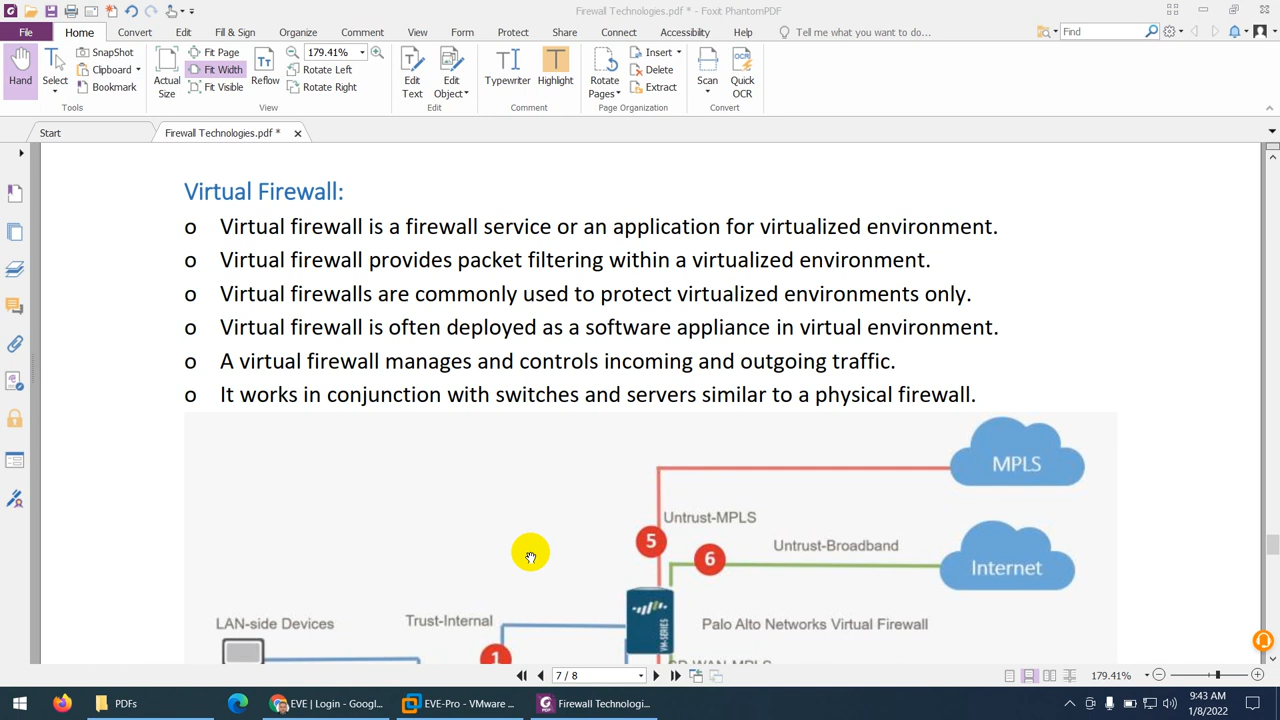 Firewall Technologies.pdf * - Foxit PhantomPDF
File Home Convert Edit Fill & Sign Organize Comment View Form Protect Share Connect Accessibility Help Tell me what you want to do... Find
Hand
Select
SnapShot
Clipboard
Bookmark
Tools
Actual Size
Fit Page
Fit Width
Fit Visible
Reflow
179.41%
Rotate Left
Rotate Right
View
Edit Text
Edit Object
Edit
Typewriter
Highlight
Comment
Rotate Pages
Insert
Delete
Extract
Page Organization
Scan
Quick OCR
Convert
Start
Firewall Technologies.pdf *
Virtual Firewall:
o Virtual firewall is a firewall service or an application for virtualized environment.
o Virtual firewall provides packet filtering within a virtualized environment.
o Virtual firewalls are commonly used to protect virtualized environments only.
o Virtual firewall is often deployed as a software appliance in virtual environment.
o A virtual firewall manages and controls incoming and outgoing traffic.
o It works in conjunction with switches and servers similar to a physical firewall.
MPLS
Untrust-MPLS
5
6
Untrust-Broadband
Internet
LAN-side Devices
Trust-Internal
VM-SERIES
Palo Alto Networks Virtual Firewall
1
7 / 8
179.41%
PDFs
EVE | Login - Googl...
EVE-Pro - VMware ...
Firewall Technologi...
9:43 AM
1/8/2022